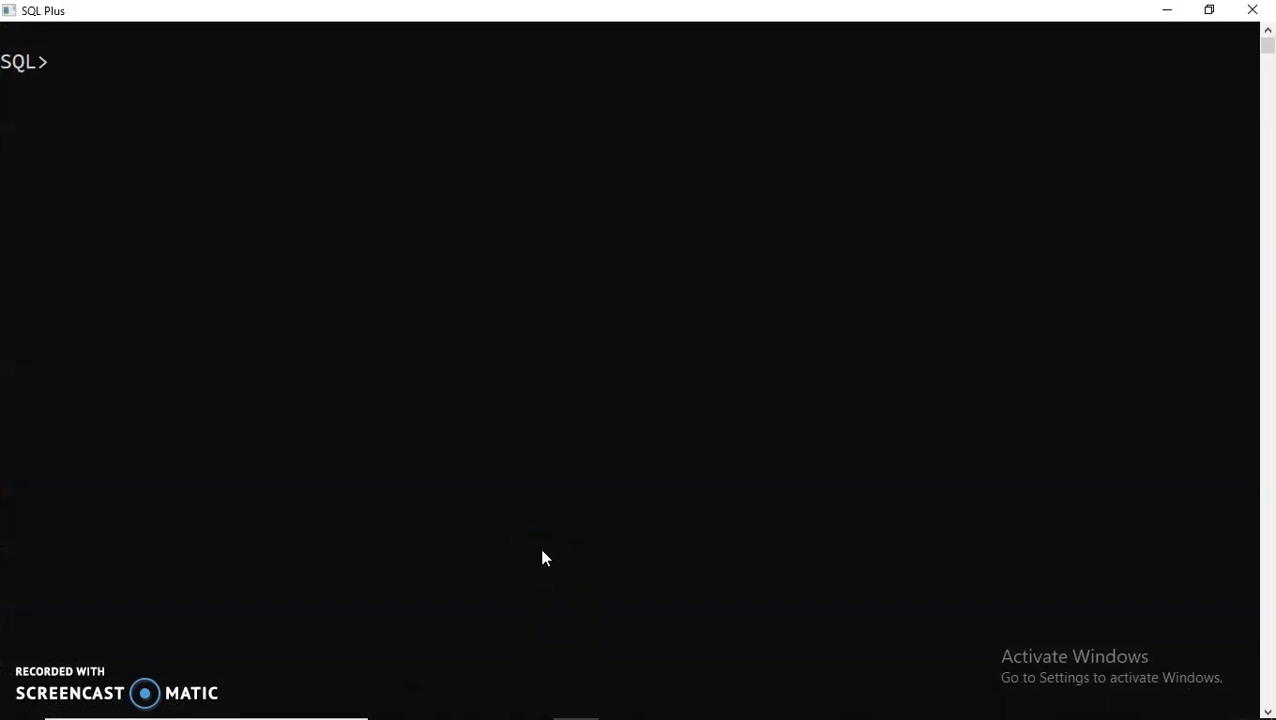 SQL Plus
SQL>
Activate Windows
Go to Settings to activate Windows.
RECORDED WITH
SCREENCAST MATIC